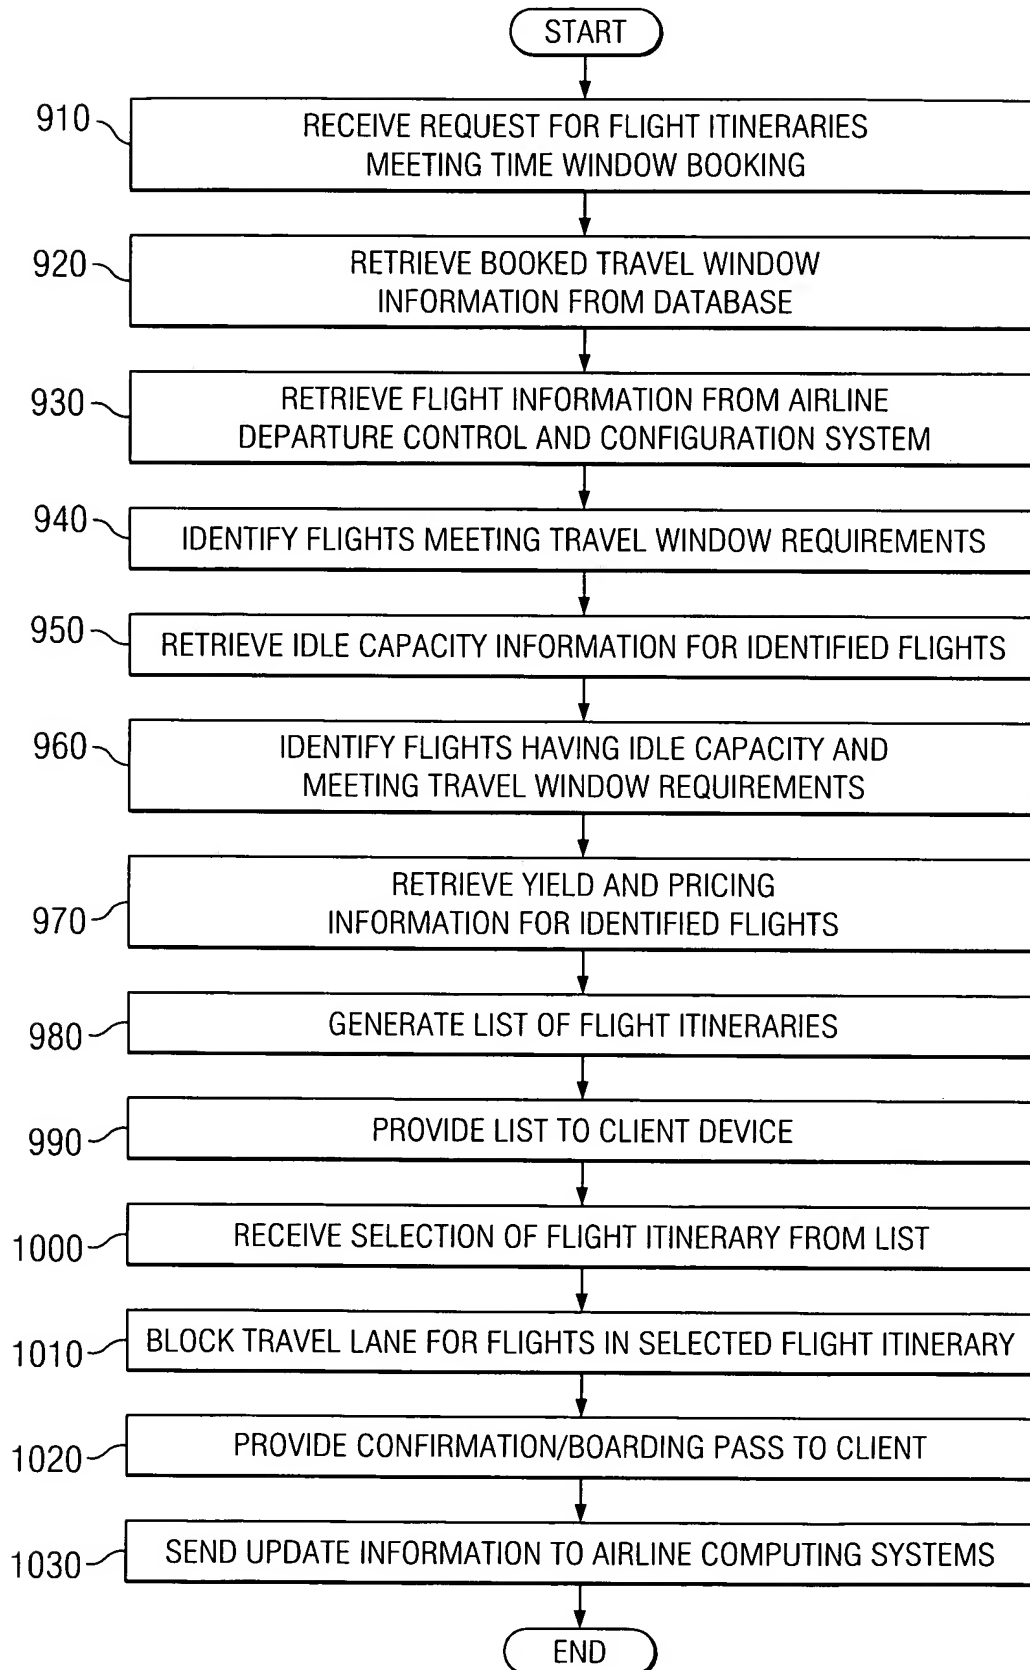 START
910
RECEIVE REQUEST FOR FLIGHT ITINERARIES
MEETING TIME WINDOW BOOKING
920
RETRIEVE BOOKED TRAVEL WINDOW
INFORMATION FROM DATABASE
930
RETRIEVE FLIGHT INFORMATION FROM AIRLINE
DEPARTURE CONTROL AND CONFIGURATION SYSTEM
940
IDENTIFY FLIGHTS MEETING TRAVEL WINDOW REQUIREMENTS
950
RETRIEVE IDLE CAPACITY INFORMATION FOR IDENTIFIED FLIGHTS
960
IDENTIFY FLIGHTS HAVING IDLE CAPACITY AND
MEETING TRAVEL WINDOW REQUIREMENTS
970
RETRIEVE YIELD AND PRICING
INFORMATION FOR IDENTIFIED FLIGHTS
980
GENERATE LIST OF FLIGHT ITINERARIES
990
PROVIDE LIST TO CLIENT DEVICE
1000
RECEIVE SELECTION OF FLIGHT ITINERARY FROM LIST
1010
BLOCK TRAVEL LANE FOR FLIGHTS IN SELECTED FLIGHT ITINERARY
1020
PROVIDE CONFIRMATION/BOARDING PASS TO CLIENT
1030
SEND UPDATE INFORMATION TO AIRLINE COMPUTING SYSTEMS
END